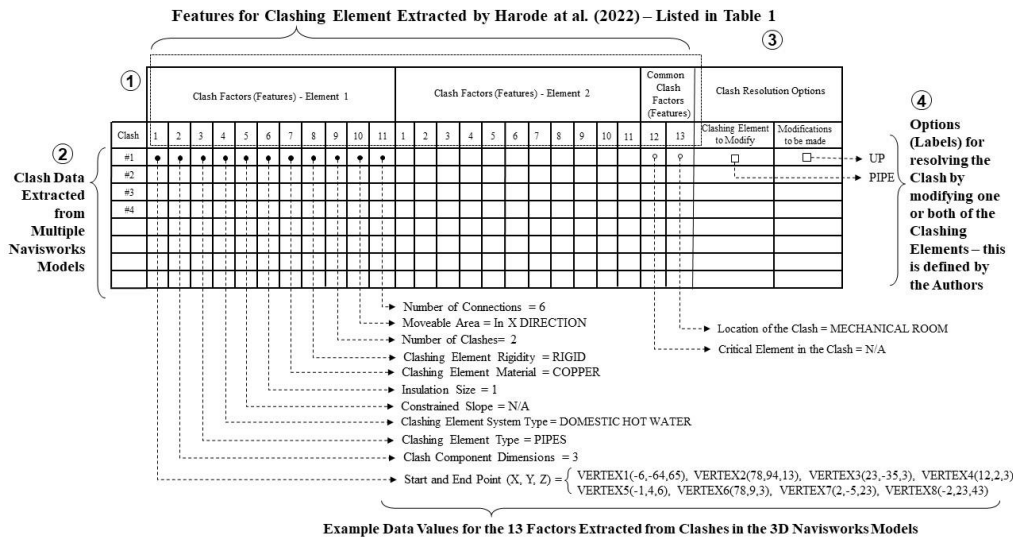 Features for Clashing Element Extracted by Harode at al. (2022) – Listed in Table 1
3
1
Clash Factors (Features) - Element 1
Clash Factors (Features) - Element 2
Common
Clash
Factors
(Features)
Clash Resolution Options
Clash 1 2 3 4 5 6 7 8 9 10 11 1 2 3 4 5 6 7 8 9 10 11 12 13
Clashing Element
to Modify
Modifications
to be made
#1
#2
#3
#4
2
Clash Data
Extracted
from
Multiple
Navisworks
Models
UP
PIPE
4
Options
(Labels) for
resolving the
Clash by
modifying one
or both of the
Clashing
Elements – this
is defined by
the Authors
Number of Connections = 6
Moveable Area = In X DIRECTION
Number of Clashes= 2
Clashing Element Rigidity = RIGID
Clashing Element Material = COPPER
Insulation Size = 1
Constrained Slope = N/A
Clashing Element System Type = DOMESTIC HOT WATER
Clashing Element Type = PIPES
Clash Component Dimensions = 3
Start and End Point (X, Y, Z) =
VERTEX1(-6,-64,65), VERTEX2(78,94,13), VERTEX3(23,-35,3), VERTEX4(12,2,3)
VERTEX5(-1,4,6), VERTEX6(78,9,3), VERTEX7(2,-5,23), VERTEX8(-2,23,43)
Location of the Clash = MECHANICAL ROOM
Critical Element in the Clash = N/A
Example Data Values for the 13 Factors Extracted from Clashes in the 3D Navisworks Models